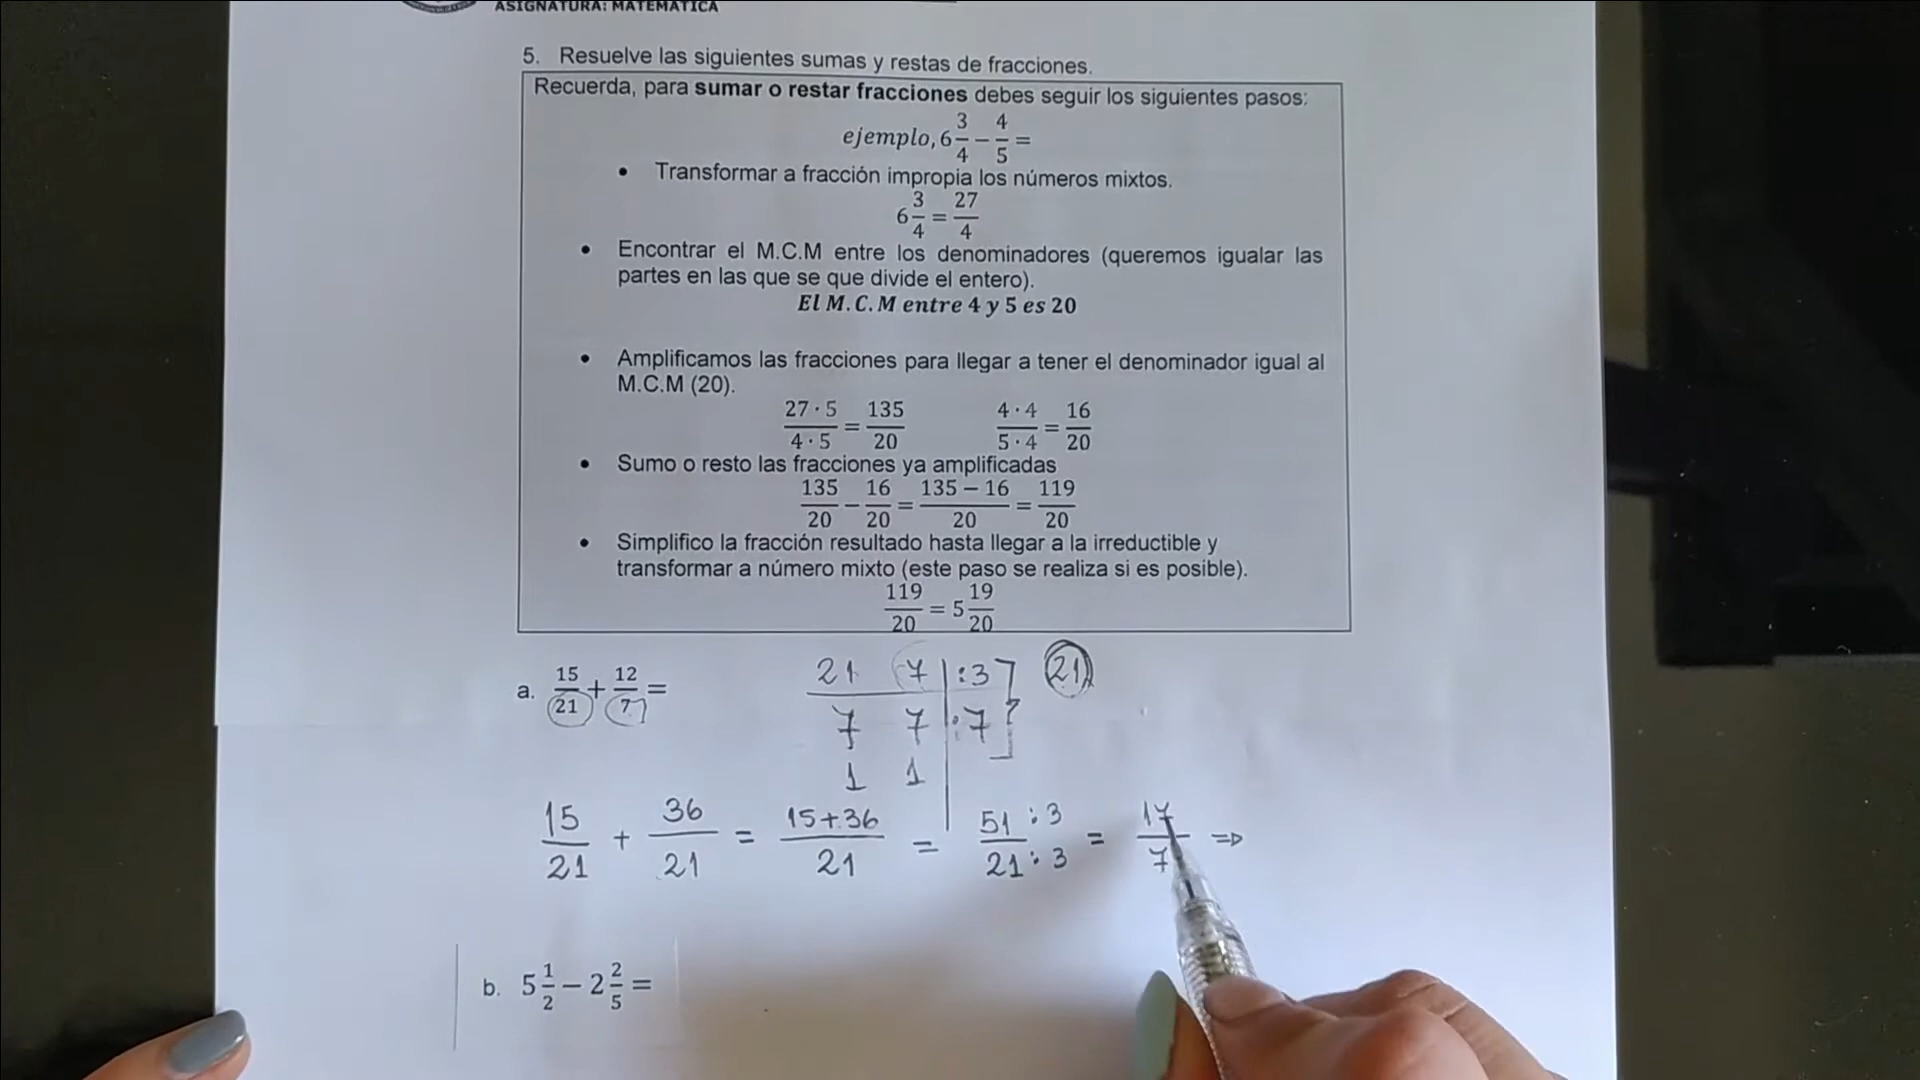 ASIGNATURA: MATEMÁTICA
5. Resuelve las siguientes sumas y restas de fracciones.
Recuerda, para sumar o restar fracciones debes seguir los siguientes pasos:
ejemplo, 6 3/4 − 4/5 =
• Transformar a fracción impropia los números mixtos.
6 3/4 = 27/4
• Encontrar el M.C.M entre los denominadores (queremos igualar las
partes en las que se que divide el entero).
El M.C.M entre 4 y 5 es 20
• Amplificamos las fracciones para llegar a tener el denominador igual al
M.C.M (20).
27·5/4·5 = 135/20 4·4/5·4 = 16/20
• Sumo o resto las fracciones ya amplificadas
135/20 − 16/20 = 135 − 16/20 = 119/20
• Simplifico la fracción resultado hasta llegar a la irreductible y
transformar a número mixto (este paso se realiza si es posible).
119/20 = 5 19/20
a. 15/21 + 12/7 =
21 7 :3 21
7 7 :7
1 1
15/21 + 36/21 = 15+36/21 = 51:3/21:3 = 17/7 ⇒
b. 5 1/2 − 2 2/5 =